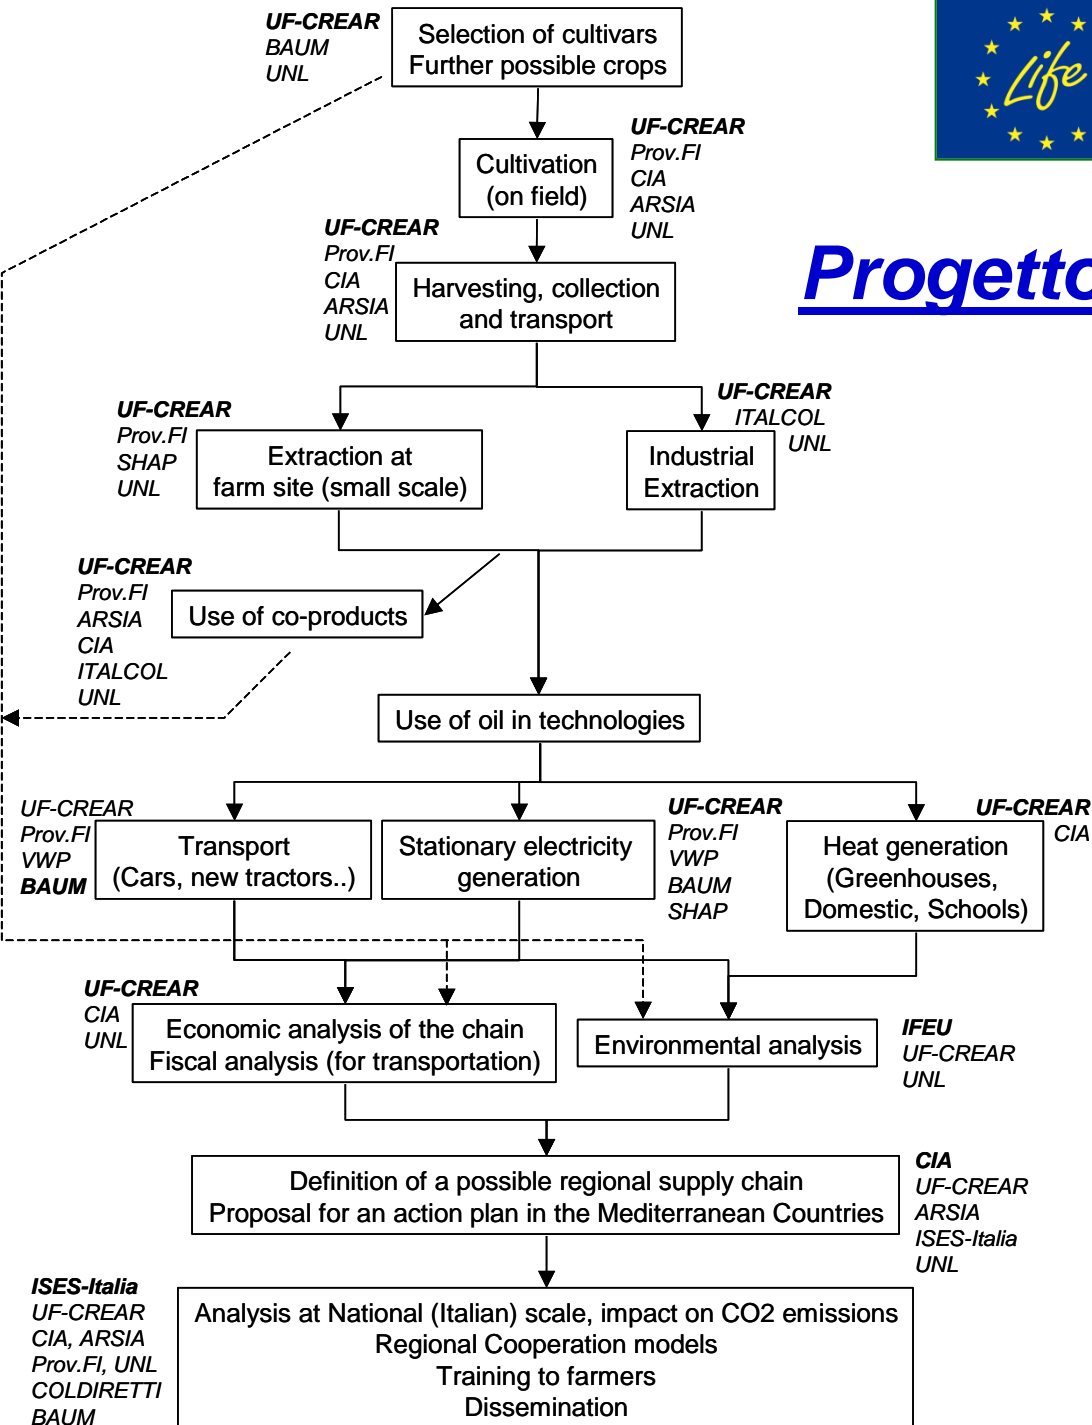 UF-CREAR
BAUM
UNL
Selection of cultivars
Further possible crops
Life
Cultivation
(on field)
UF-CREAR
Prov.FI
CIA
ARSIA
UNL
Progetto
UF-CREAR
Prov.FI
CIA
ARSIA
UNL
Harvesting, collection
and transport
UF-CREAR
Prov.FI
SHAP
UNL
Extraction at
farm site (small scale)
UF-CREAR
ITALCOL
UNL
Industrial
Extraction
UF-CREAR
Prov.FI
ARSIA
CIA
ITALCOL
UNL
Use of co-products
Use of oil in technologies
UF-CREAR
Prov.FI
VWP
BAUM
Transport
(Cars, new tractors..)
Stationary electricity
generation
UF-CREAR
Prov.FI
VWP
BAUM
SHAP
UF-CREAR
CIA
Heat generation
(Greenhouses,
Domestic, Schools)
UF-CREAR
CIA
UNL
Economic analysis of the chain
Fiscal analysis (for transportation)
Environmental analysis
IFEU
UF-CREAR
UNL
Definition of a possible regional supply chain
Proposal for an action plan in the Mediterranean Countries
CIA
UF-CREAR
ARSIA
ISES-Italia
UNL
ISES-Italia
UF-CREAR
CIA, ARSIA
Prov.FI, UNL
COLDIRETTI
BAUM
Analysis at National (Italian) scale, impact on CO2 emissions
Regional Cooperation models
Training to farmers
Dissemination